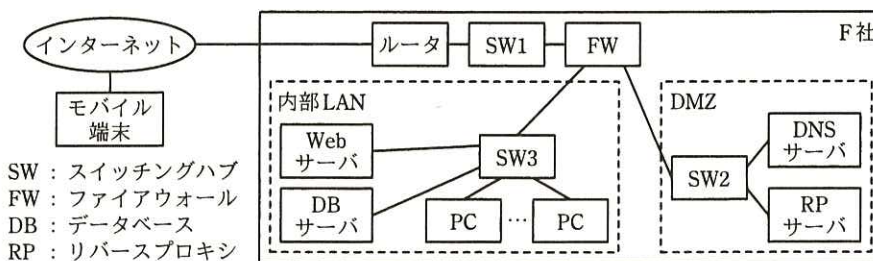 F社
インターネット
ルータ
SW1
FW
モバイル
端末
内部LAN
Web
サーバ
SW3
DB
サーバ
PC
…
PC
DMZ
SW2
DNS
サーバ
RP
サーバ
SW : スイッチングハブ
FW : ファイアウォール
DB : データベース
RP : リバースプロキシ